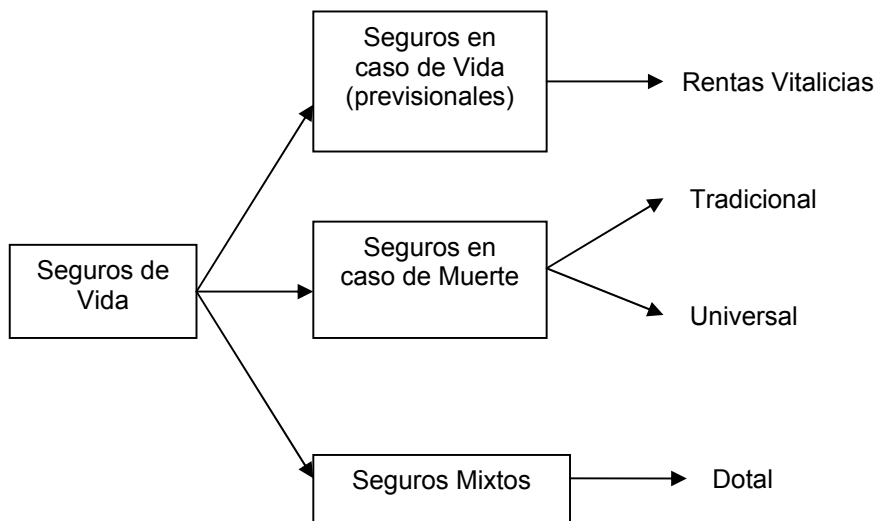 Seguros en
caso de Vida
(previsionales)
Rentas Vitalicias
Tradicional
Seguros en
caso de Muerte
Seguros de
Vida
Universal
Seguros Mixtos
Dotal